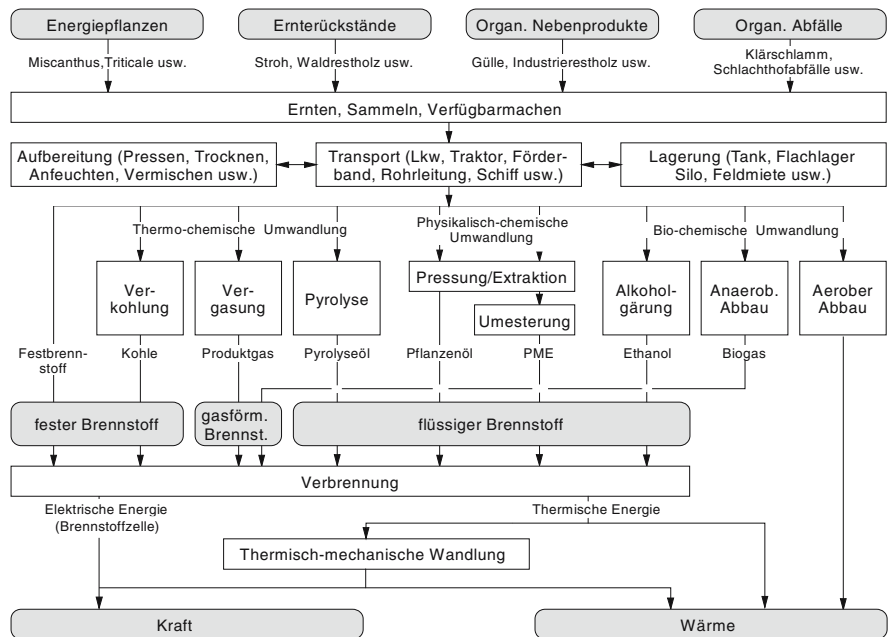 Energiepflanzen
Ernterückstände
Organ. Nebenprodukte
Organ. Abfälle
Miscanthus,Triticale usw.
Stroh, Waldrestholz usw.
Gülle, Industrierestholz usw.
Klärschlamm,
Schlachthofabfälle usw.
Ernten, Sammeln, Verfügbarmachen
Aufbereitung (Pressen, Trocknen,
Anfeuchten, Vermischen usw.)
Transport (Lkw, Traktor, Förder-
band, Rohrleitung, Schiff usw.)
Lagerung (Tank, Flachlager
Silo, Feldmiete usw.)
Thermo-chemische Umwandlung
Physikalisch-chemische
Umwandlung
Bio-chemische Umwandlung
Ver-
kohlung
Ver-
gasung
Pyrolyse
Pressung/Extraktion
Umesterung
Alkohol-
gärung
Anaerob.
Abbau
Aerober
Abbau
Festbrenn-
stoff
Kohle
Produktgas
Pyrolyseöl
Pflanzenöl
PME
Ethanol
Biogas
fester Brennstoff
gasförm.
Brennst.
flüssiger Brennstoff
Verbrennung
Elektrische Energie
(Brennstoffzelle)
Thermische Energie
Thermisch-mechanische Wandlung
Kraft
Wärme